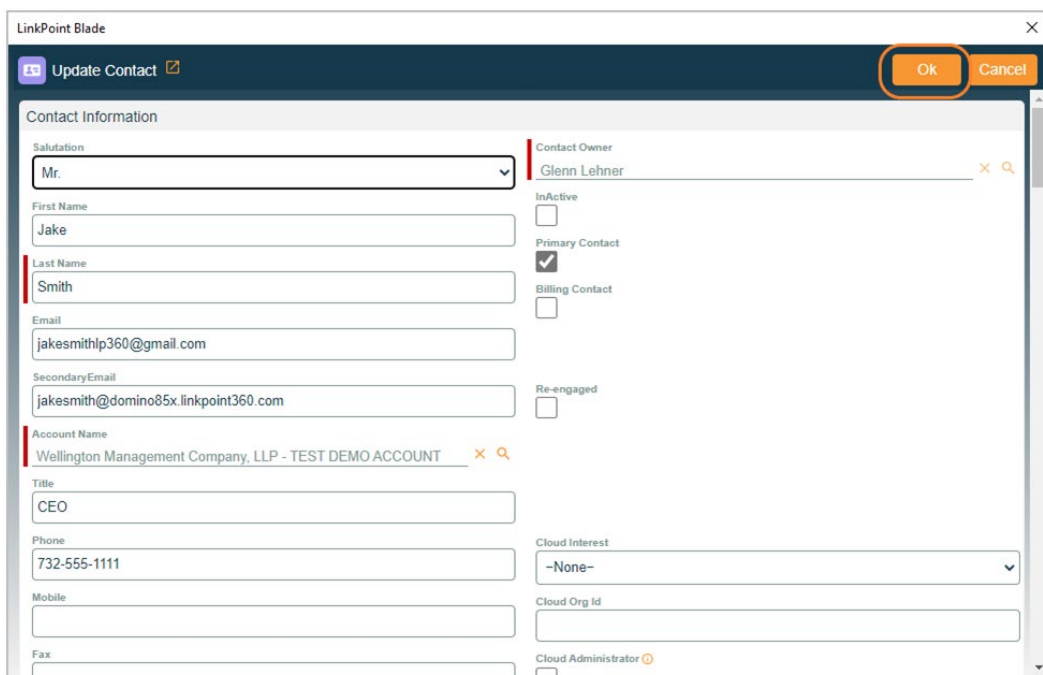 LinkPoint Blade
Update Contact
Ok
Cancel
Contact Information
Salutation
Mr.
First Name
Jake
Last Name
Smith
Email
jakesmithlp360@gmail.com
SecondaryEmail
jakesmith@domino85x.linkpoint360.com
Account Name
Wellington Management Company, LLP - TEST DEMO ACCOUNT
Title
CEO
Phone
732-555-1111
Mobile
Fax
Contact Owner
Glenn Lehner
InActive
Primary Contact
Billing Contact
Re-engaged
Cloud Interest
--None--
Cloud Org Id
Cloud Administrator